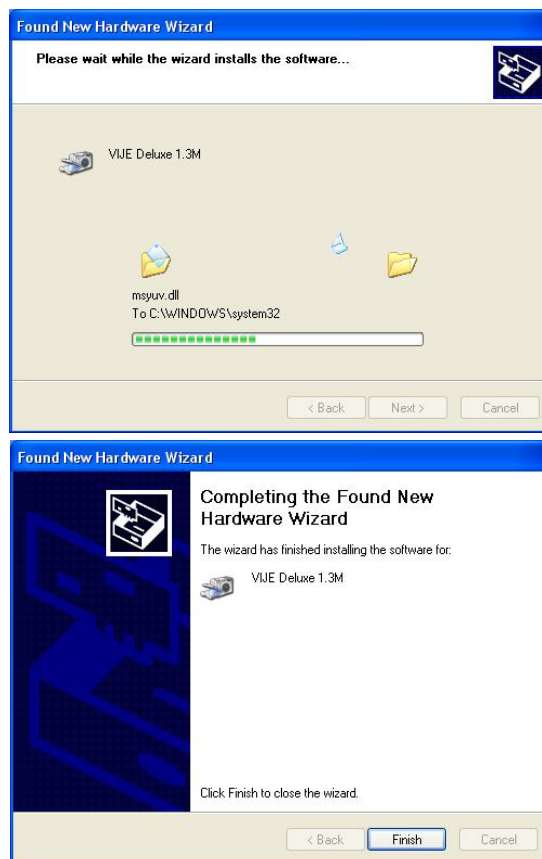 Found New Hardware Wizard
Please wait while the wizard installs the software...
VIJE Deluxe 1.3M
msyuv.dll
To C:\WINDOWS\system32
< Back Next > Cancel
Found New Hardware Wizard
Completing the Found New
Hardware Wizard
The wizard has finished installing the software for:
VIJE Deluxe 1.3M
Click Finish to close the wizard.
< Back Finish Cancel